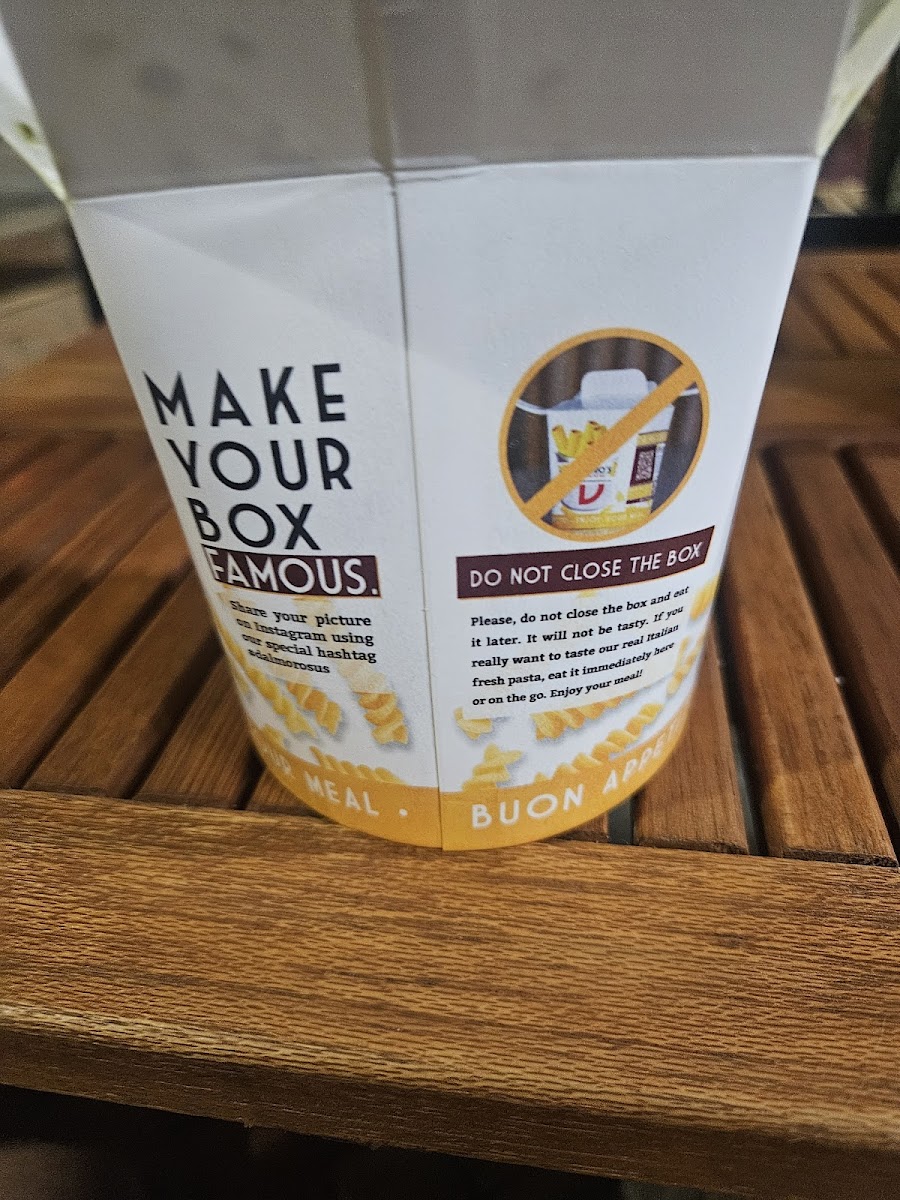 MAKE
YOUR
BOX
FAMOUS.
Share your picture
on Instagram using
our special hashtag
#dalmorosus
MEAL •
DO NOT CLOSE THE BOX
Please, do not close the box and eat
it later. It will not be tasty. If you
really want to taste our real Italian
fresh pasta, eat it immediately here
or on the go. Enjoy your meal!
BUON